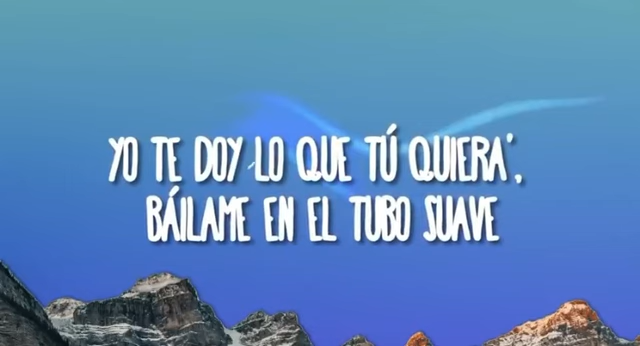 YO TE DOY LO QUE TÚ QUIERA',
BÁILAME EN EL TUBO SUAVE